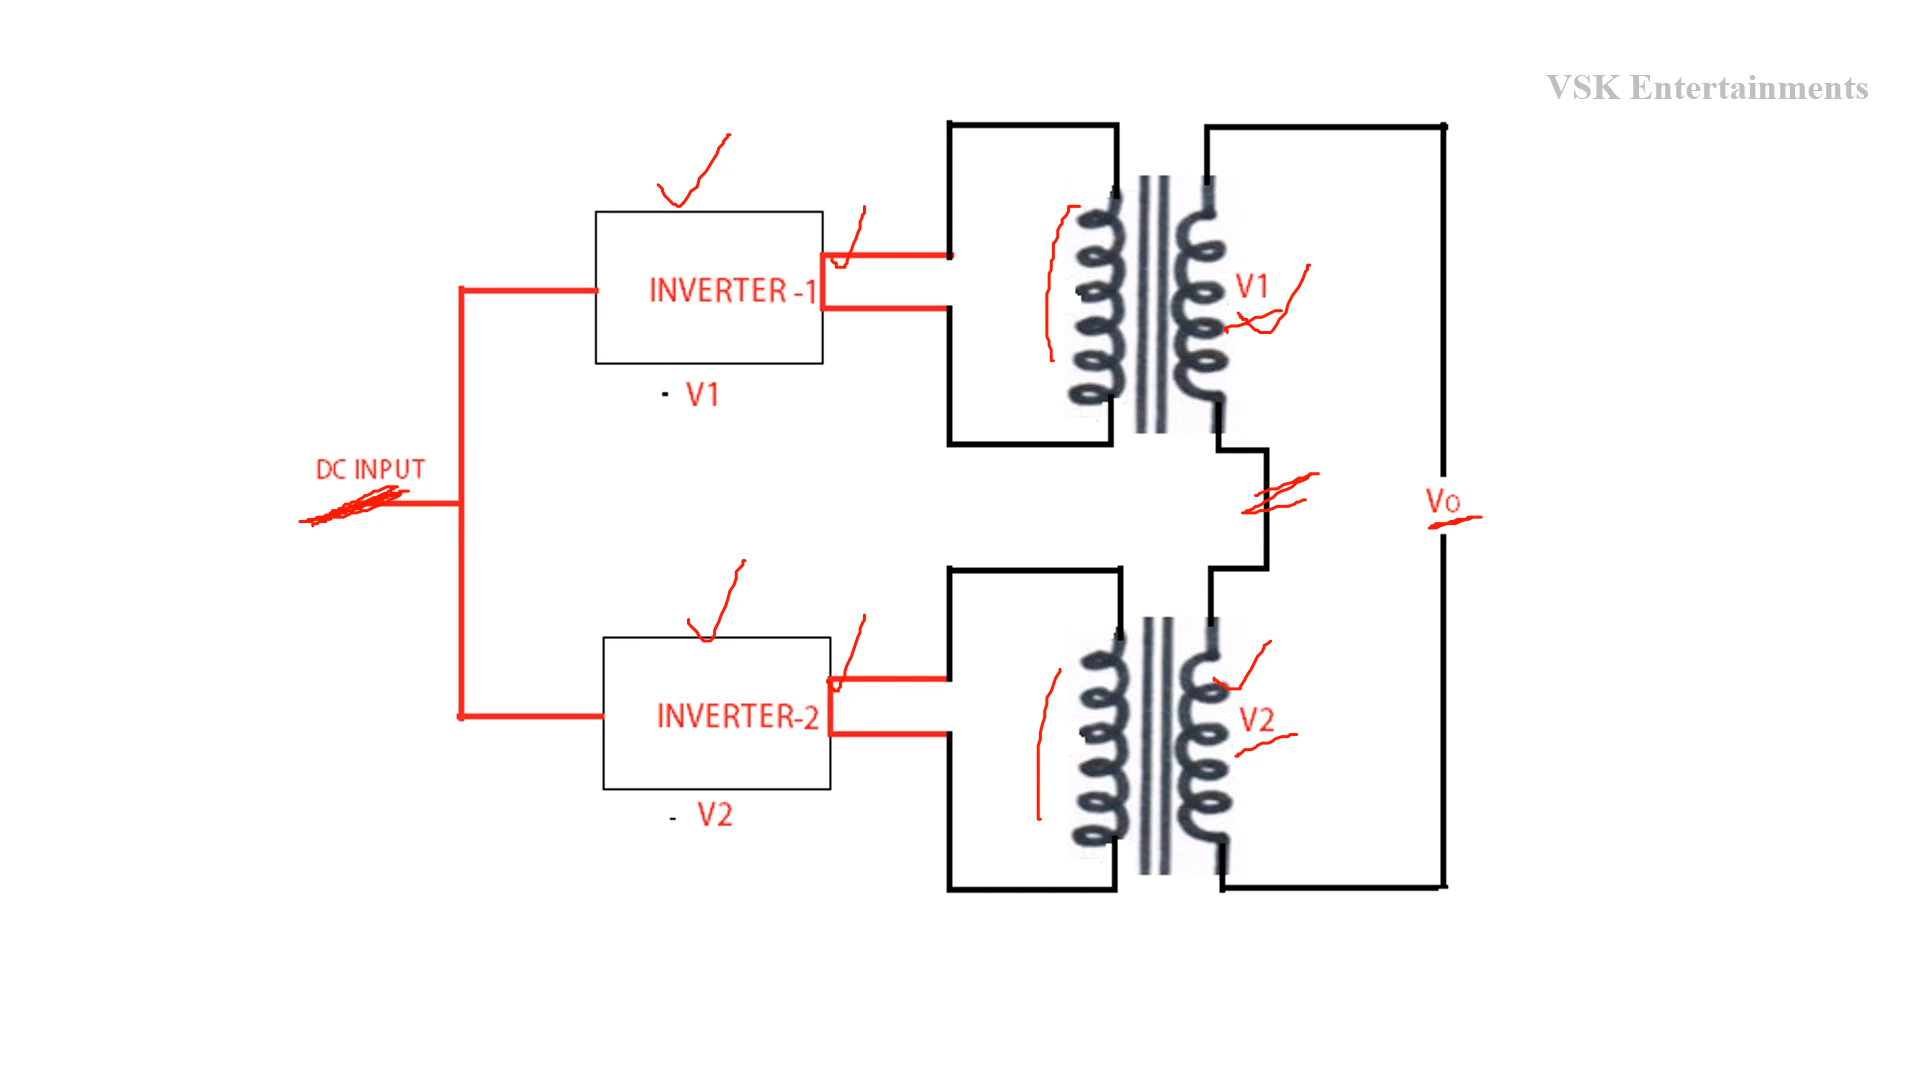 VSK Entertainments
INVERTER -1
V1
V1
DC INPUT
Vo
INVERTER-2
V2
- V2